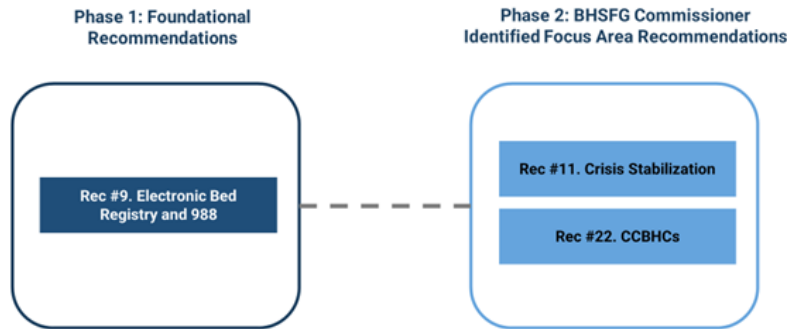 Phase 1: Foundational
Recommendations
Phase 2: BHSFG Commissioner
Identified Focus Area Recommendations
Rec #9. Electronic Bed
Registry and 988
Rec #11. Crisis Stabilization
Rec #22. CCBHCs